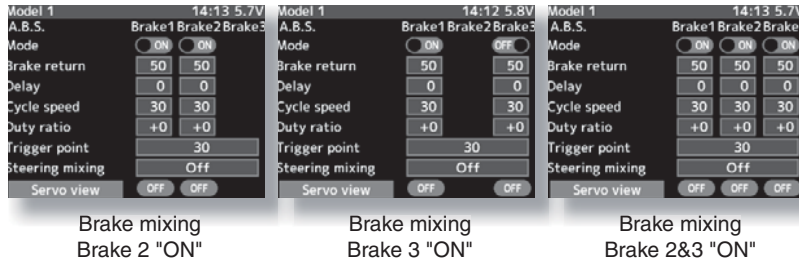 Model 1 14:13 5.7V
A.B.S. Brake1 Brake2 Brake3
Mode ON ON
Brake return 50 50
Delay 0 0
Cycle speed 30 30
Duty ratio +0 +0
Trigger point 30
Steering mixing Off
Servo view OFF OFF
Brake mixing
Brake 2 "ON"
Model 1 14:12 5.8V
A.B.S. Brake1 Brake2 Brake3
Mode ON OFF
Brake return 50 50
Delay 0 0
Cycle speed 30 30
Duty ratio +0 +0
Trigger point 30
Steering mixing Off
Servo view OFF OFF
Brake mixing
Brake 3 "ON"
Model 1 14:13 5.7V
A.B.S. Brake1 Brake2 Brake
Mode ON ON ON
Brake return 50 50 50
Delay 0 0 0
Cycle speed 30 30 30
Duty ratio +0 +0 +0
Trigger point 30
Steering mixing Off
Servo view OFF OFF OFF
Brake mixing
Brake 2&3 "ON"